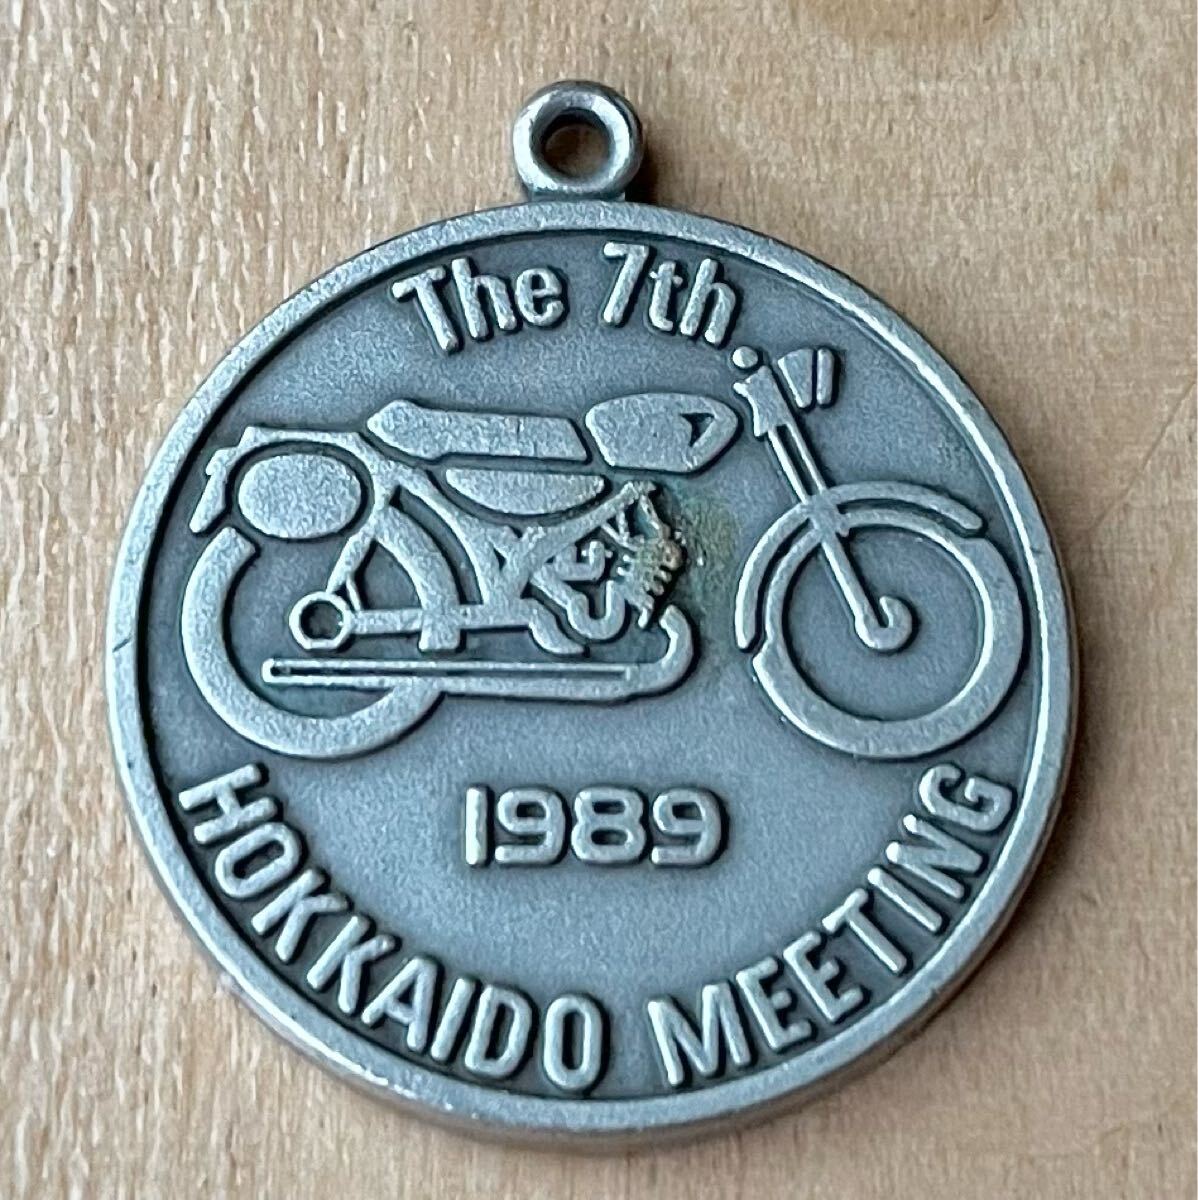 The 7th.
1989
HOKKAIDO MEETING